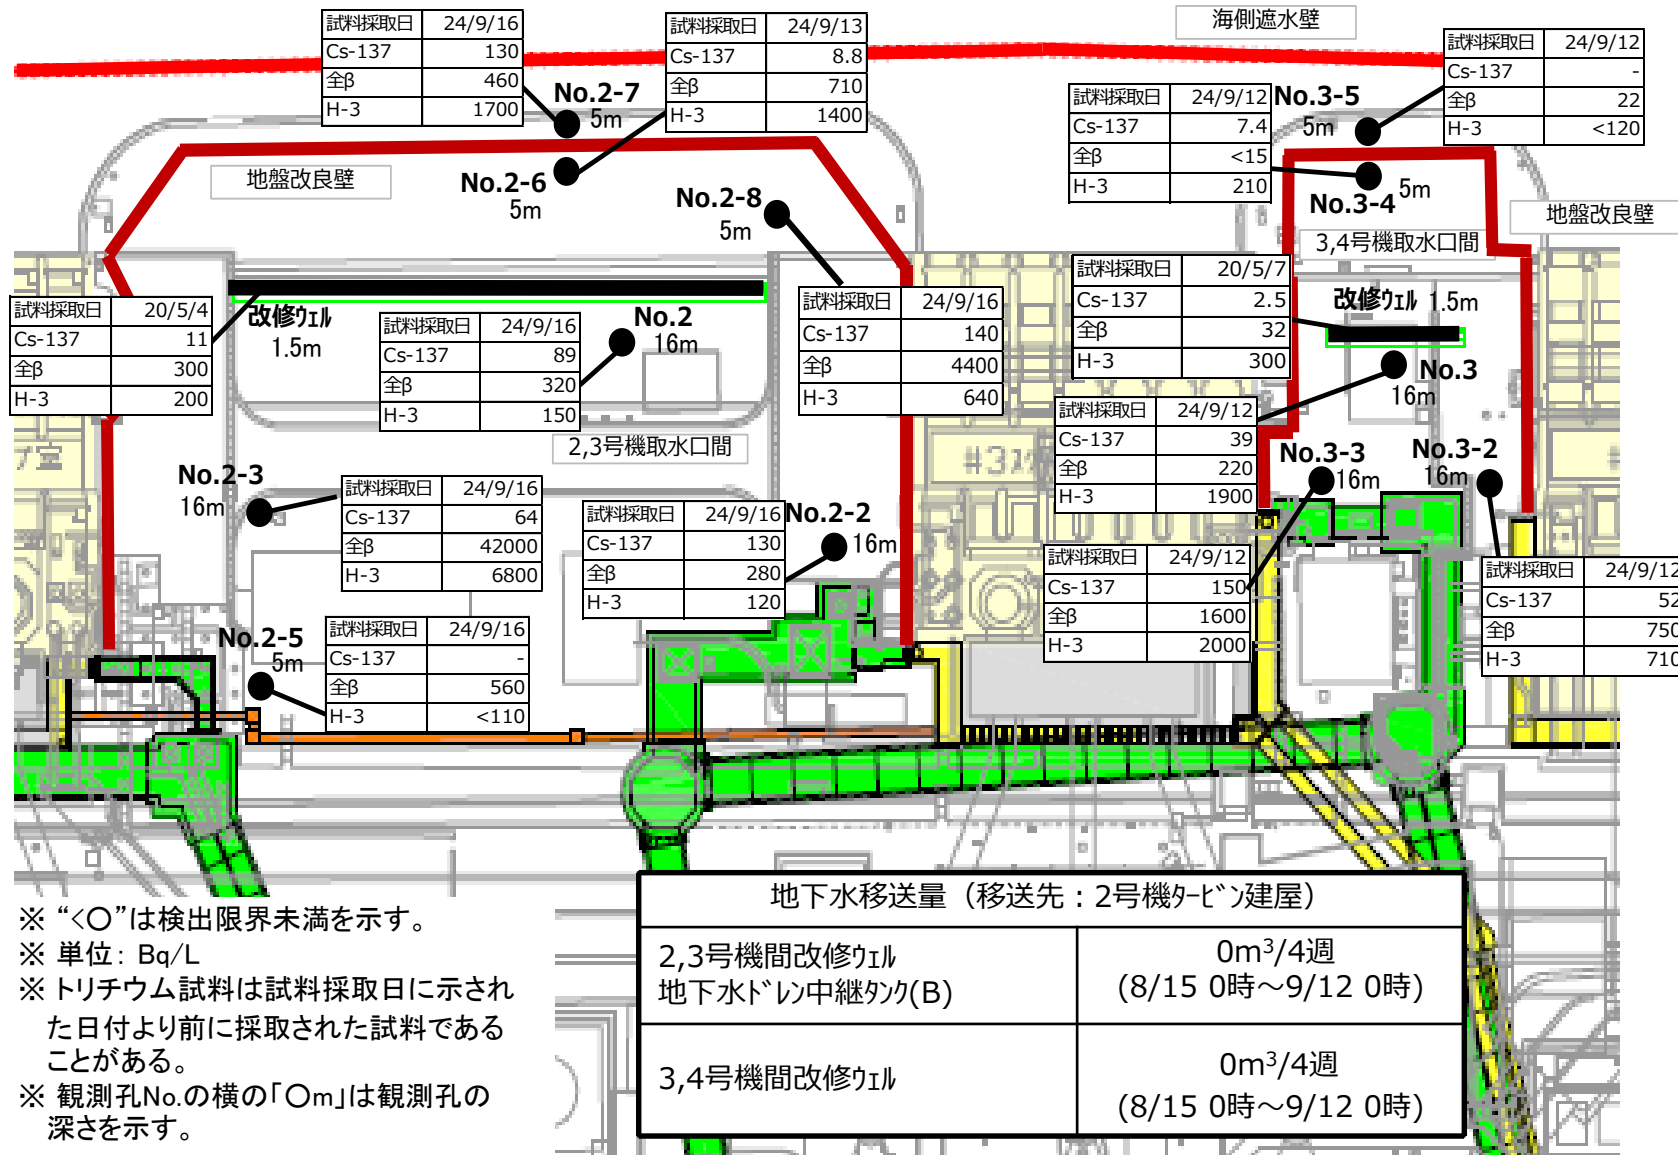 海側遮水壁
試料採取日 24/9/16
Cs-137 130
全β 460
H-3 1700
試料採取日 24/9/13
Cs-137 8.8
全β 710
H-3 1400
試料採取日 24/9/12
Cs-137 -
全β 22
H-3 <120
No.2-7
5m
試料採取日 24/9/12
Cs-137 7.4
全β <15
H-3 210
No.3-5
5m
地盤改良壁
No.2-6
5m
No.2-8
5m
No.3-4
5m
地盤改良壁
3,4号機取水口間
試料採取日 20/5/4
Cs-137 11
全β 300
H-3 200
改修ｳｪﾙ
1.5m
試料採取日 24/9/16
Cs-137 89
全β 320
H-3 150
No.2
16m
試料採取日 24/9/16
Cs-137 140
全β 4400
H-3 640
試料採取日 20/5/7
Cs-137 2.5
全β 32
H-3 300
改修ｳｪﾙ 1.5m
No.3
16m
試料採取日 24/9/12
Cs-137 39
全β 220
H-3 1900
2,3号機取水口間
No.2-3
16m
試料採取日 24/9/16
Cs-137 64
全β 42000
H-3 6800
試料採取日 24/9/16
Cs-137 130
全β 280
H-3 120
No.2-2
16m
#3ｽｸ
No.3-3
16m
No.3-2
16m
試料採取日 24/9/12
Cs-137 150
全β 1600
H-3 2000
試料採取日 24/9/12
Cs-137 52
全β 750
H-3 710
No.2-5
5m
試料採取日 24/9/16
Cs-137 -
全β 560
H-3 <110
※ “<〇”は検出限界未満を示す。
※ 単位: Bq/L
※ トリチウム試料は試料採取日に示され
た日付より前に採取された試料である
ことがある。
※ 観測孔No.の横の「〇m」は観測孔の
深さを示す。
地下水移送量（移送先：2号機ﾀｰﾋﾞﾝ建屋）
2,3号機間改修ｳｪﾙ
地下水ﾄﾞﾚﾝ中継ﾀﾝｸ(B)
0m³/4週
(8/15 0時～9/12 0時)
3,4号機間改修ｳｪﾙ
0m³/4週
(8/15 0時～9/12 0時)